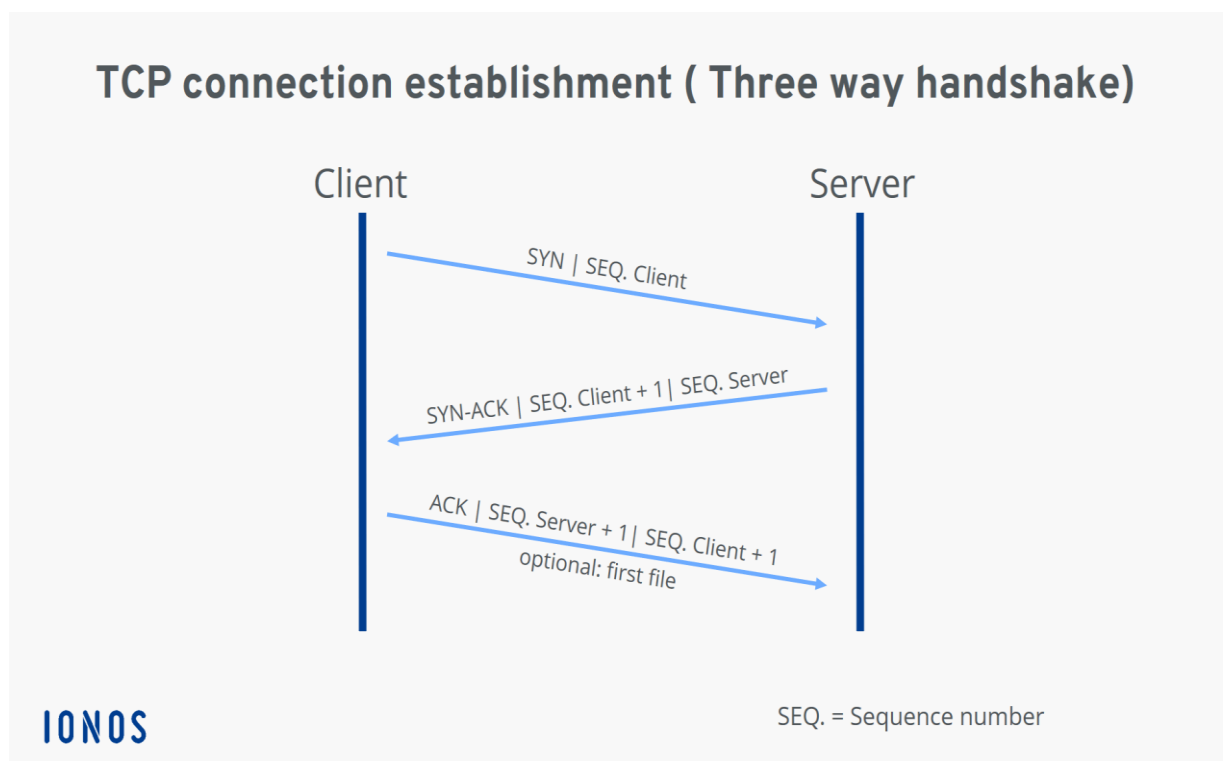 TCP connection establishment ( Three way handshake)
Client
Server
SYN | SEQ. Client
SYN-ACK | SEQ. Client + 1| SEQ. Server
ACK | SEQ. Server + 1| SEQ. Client + 1
optional: first file
IONOS
SEQ. = Sequence number